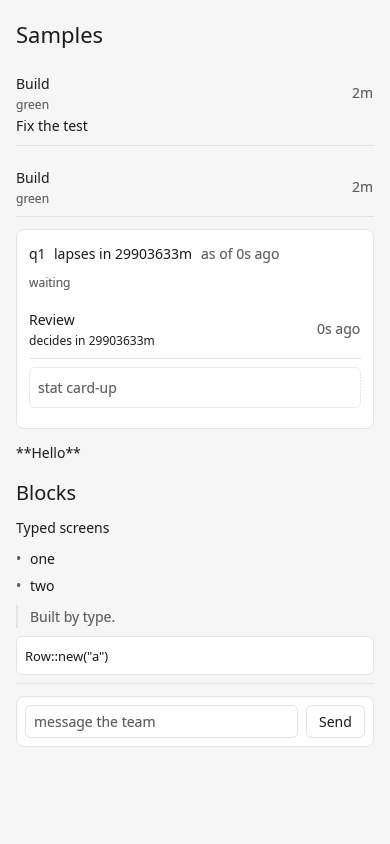 Samples
Build
2m
green
Fix the test
Build
2m
green
q1 lapses in 29903633m as of 0s ago
waiting
Review
0s ago
decides in 29903633m
stat card-up
**Hello**
Blocks
Typed screens
• one
• two
Built by type.
Row::new("a")
message the team
Send